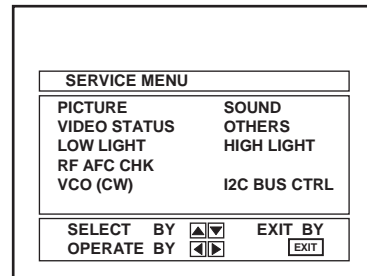 SERVICE MENU
PICTURE SOUND
VIDEO STATUS OTHERS
LOW LIGHT HIGH LIGHT
RF AFC CHK
VCO (CW) I2C BUS CTRL
SELECT BY ▲▼ EXIT BY
OPERATE BY ◀▶ EXIT